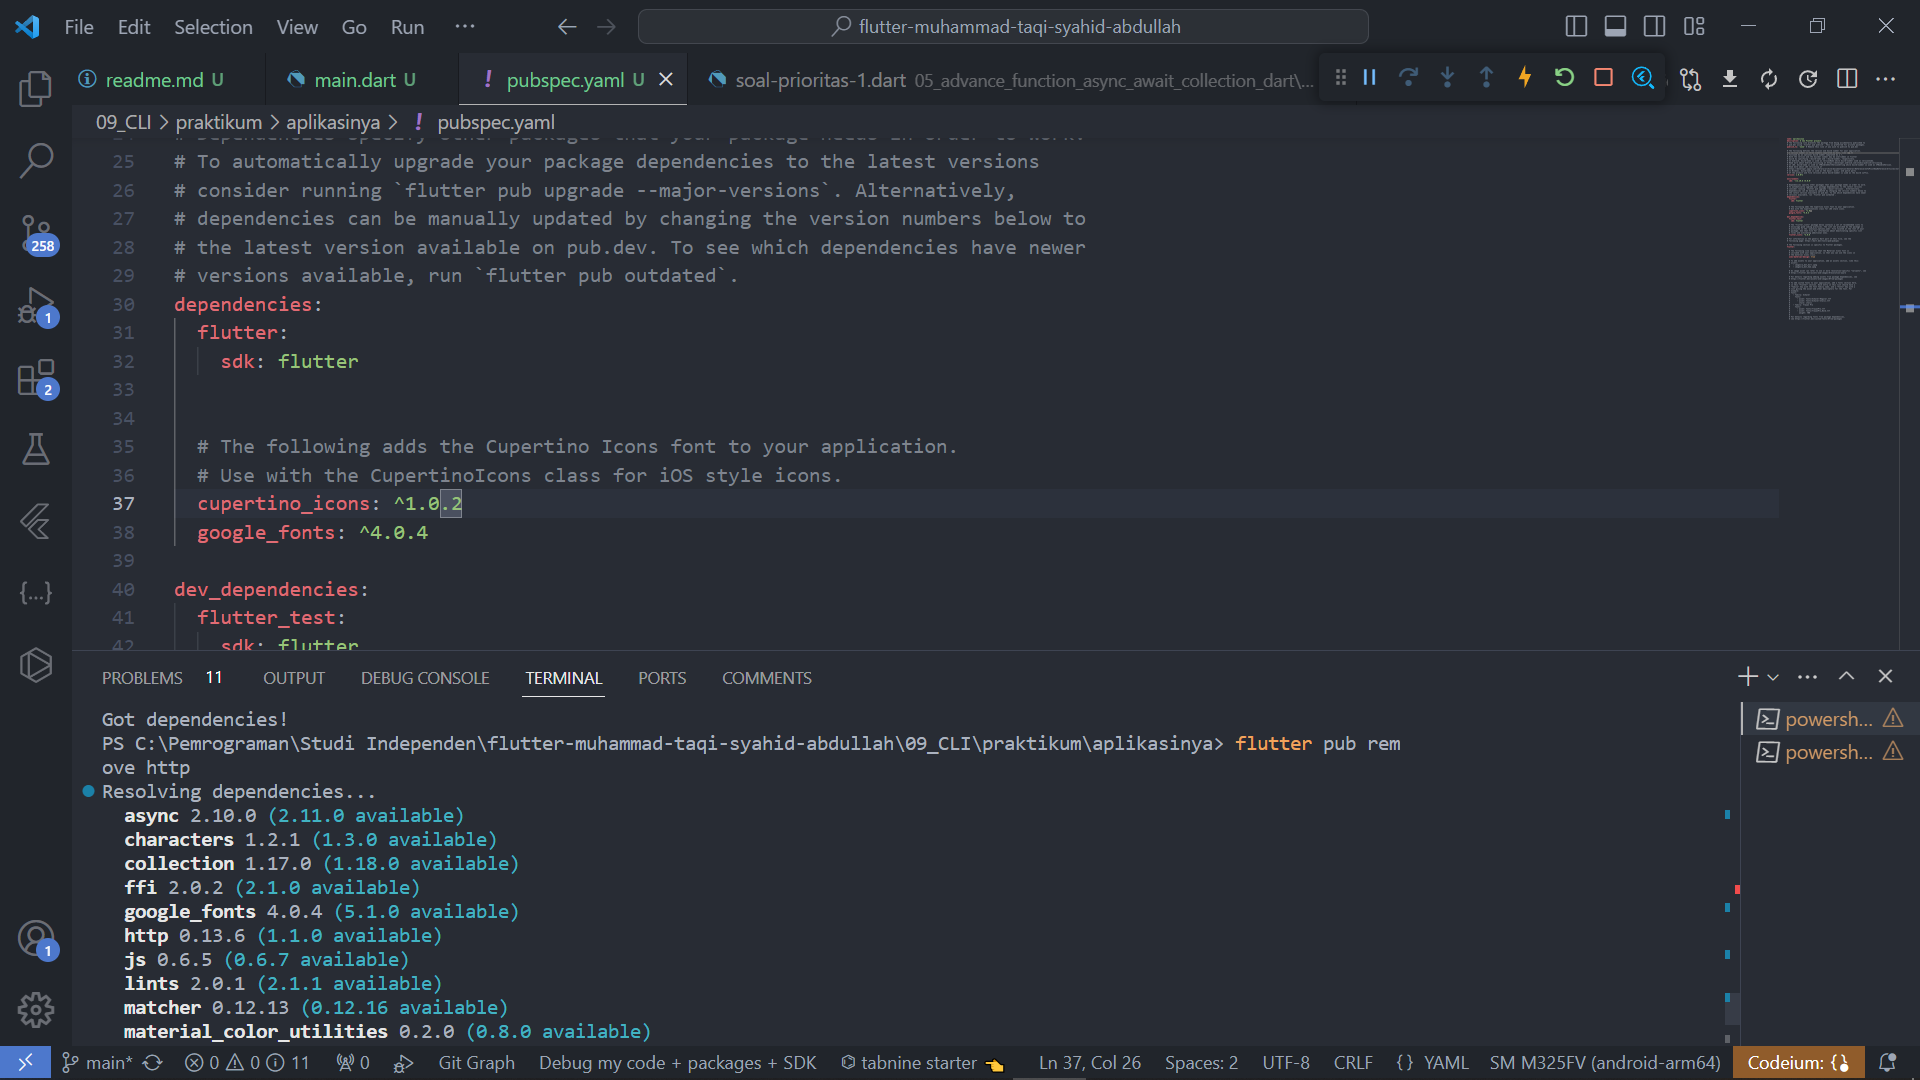 File Edit Selection View Go Run ··· flutter-muhammad-taqi-syahid-abdullah
readme.md U main.dart U ! pubspec.yaml U soal-prioritas-1.dart 05_advance_function_async_await_collection_dart\...
09_CLI > praktikum > aplikasinya > ! pubspec.yaml
24 # Dependencies specify other packages that your package needs in order to work.
25 # To automatically upgrade your package dependencies to the latest versions
26 # consider running `flutter pub upgrade --major-versions`. Alternatively,
27 # dependencies can be manually updated by changing the version numbers below to
28 # the latest version available on pub.dev. To see which dependencies have newer
29 # versions available, run `flutter pub outdated`.
30 dependencies:
31 flutter:
32 sdk: flutter
33
34
35 # The following adds the Cupertino Icons font to your application.
36 # Use with the CupertinoIcons class for iOS style icons.
37 cupertino_icons: ^1.0.2
38 google_fonts: ^4.0.4
39
40 dev_dependencies:
41 flutter_test:
42 sdk: flutter
258
1
2
1
PROBLEMS 11 OUTPUT DEBUG CONSOLE TERMINAL PORTS COMMENTS
Got dependencies!
PS C:\Pemrograman\Studi Independen\flutter-muhammad-taqi-syahid-abdullah\09_CLI\praktikum\aplikasinya> flutter pub rem
ove http
Resolving dependencies...
async 2.10.0 (2.11.0 available)
characters 1.2.1 (1.3.0 available)
collection 1.17.0 (1.18.0 available)
ffi 2.0.2 (2.1.0 available)
google_fonts 4.0.4 (5.1.0 available)
http 0.13.6 (1.1.0 available)
js 0.6.5 (0.6.7 available)
lints 2.0.1 (2.1.1 available)
matcher 0.12.13 (0.12.16 available)
material_color_utilities 0.2.0 (0.8.0 available)
powersh...
powersh...
main* 0 0 11 0 Git Graph Debug my code + packages + SDK tabnine starter Ln 37, Col 26 Spaces: 2 UTF-8 CRLF {} YAML SM M325FV (android-arm64) Codeium: {}